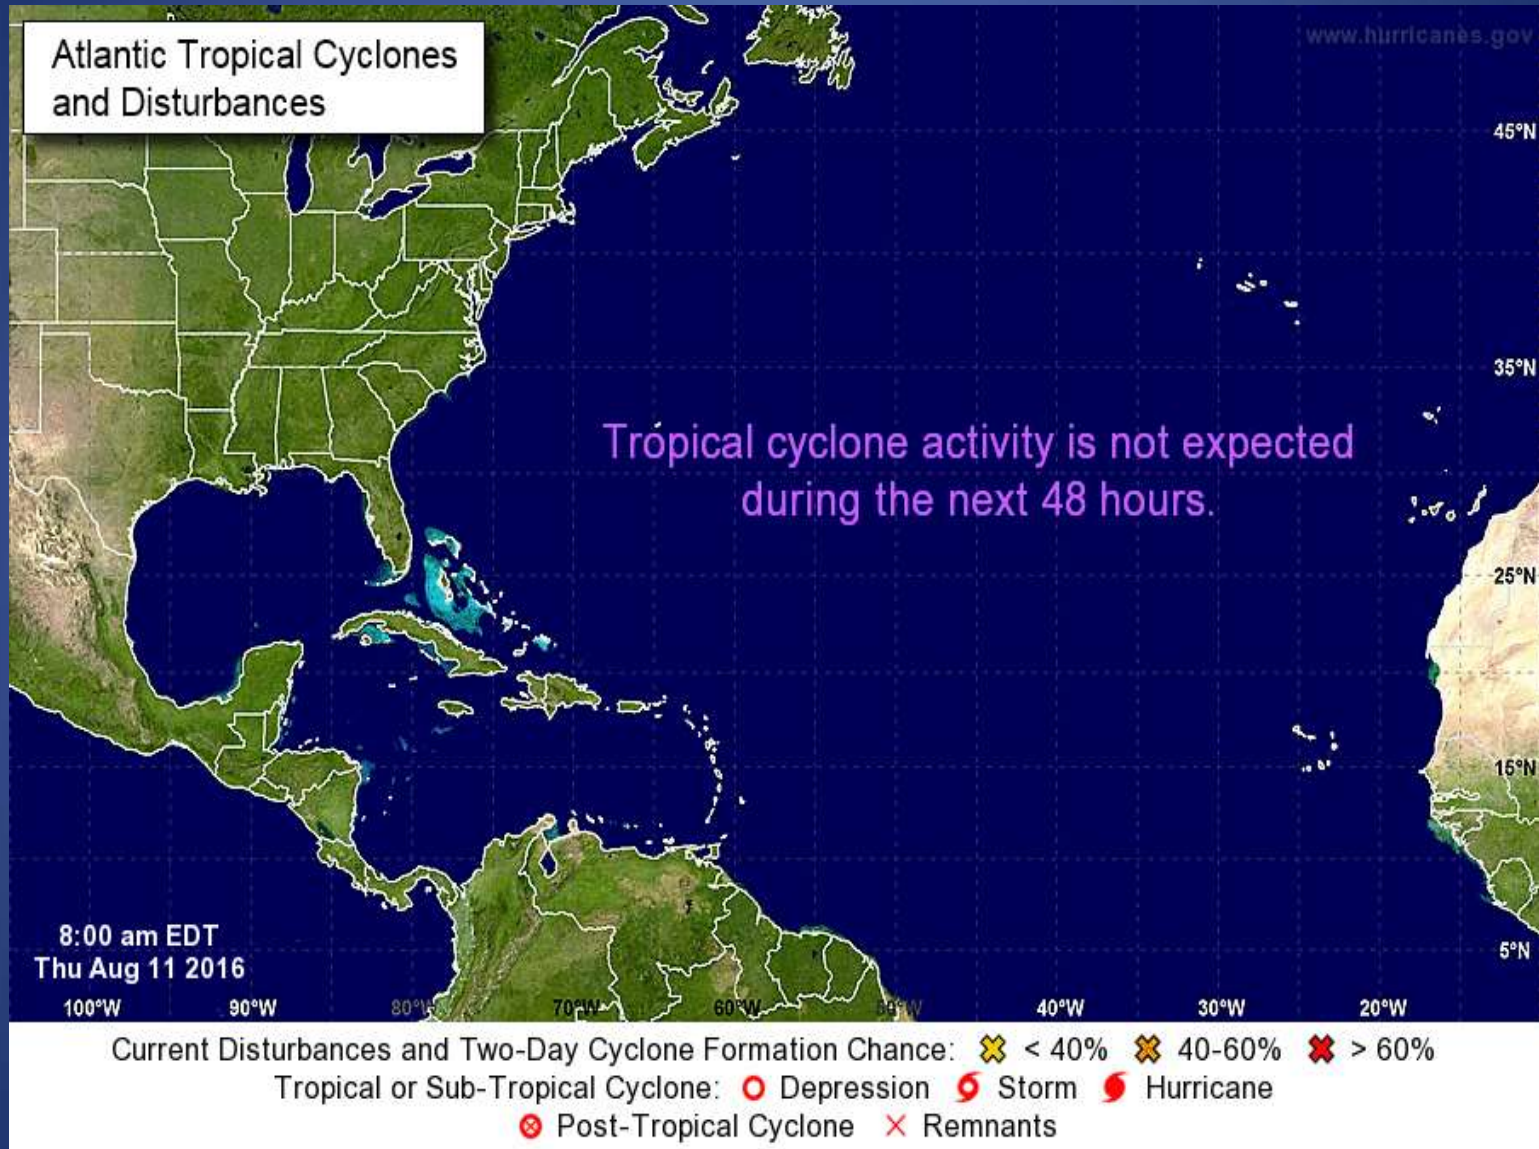 Atlantic Tropical Cyclones
and Disturbances
www.hurricanes.gov
45°N
35°N
Tropical cyclone activity is not expected
during the next 48 hours.
25°N
15°N
8:00 am EDT
Thu Aug 11 2016
5°N
100°W 90°W 80°W 70°W 60°W 50°W 40°W 30°W 20°W
Current Disturbances and Two-Day Cyclone Formation Chance: < 40% 40-60% > 60%
Tropical or Sub-Tropical Cyclone: Depression Storm Hurricane
Post-Tropical Cyclone Remnants